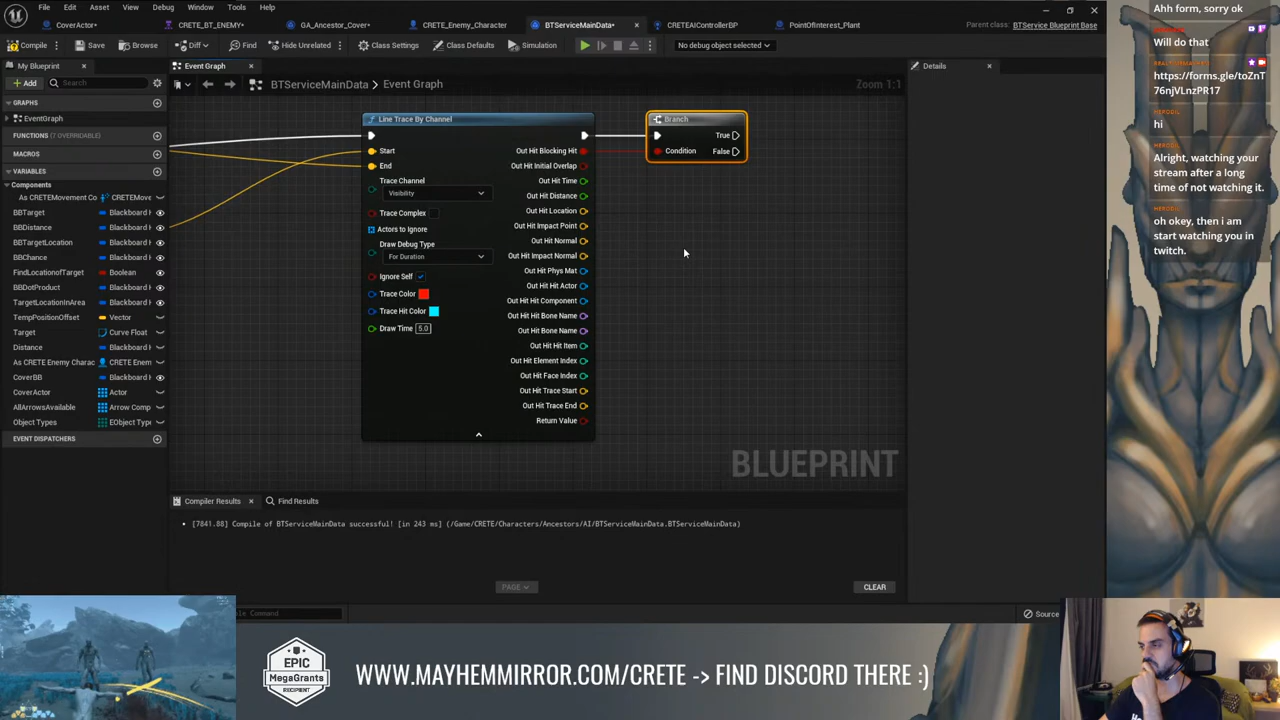 File Edit Asset View Debug Window Tools Help
CoverActor•
CRETE_BT_ENEMY•
GA_Ancestor_Cover•
CRETE_Enemy_Character
BTServiceMainData•
CRETEAIControllerBP
PointOfInterest_Plant
Parent class:
BTService Blueprint Base
Compile
Save
Browse
Diff
Find
Hide Unrelated
Class Settings
Class Defaults
Simulation
No debug object selected
My Blueprint
Add
Search
GRAPHS
EventGraph
FUNCTIONS (7 OVERRIDABLE)
MACROS
VARIABLES
Components
As CRETEMovement Co CRETEMove
BBTarget Blackboard
BBDistance Blackboard
BBTargetLocation Blackboard
BBChance Blackboard
FindLocationofTarget Boolean
BBDotProduct Blackboard
TargetLocationInArea Blackboard
TempPositionOffset Vector
Target Curve Float
Distance Blackboard
As CRETE Enemy Charac CRETE Enem
CoverBB Blackboard
CoverActor Actor
AllArrowsAvailable Arrow Comp
Object Types EObject Type
EVENT DISPATCHERS
Event Graph
BTServiceMainData > Event Graph
Zoom 1:1
Line Trace By Channel
Start
End
Trace Channel
Visibility
Trace Complex
Actors to Ignore
Draw Debug Type
For Duration
Ignore Self
Trace Color
Trace Hit Color
Draw Time 5.0
Out Hit Blocking Hit
Out Hit Initial Overlap
Out Hit Time
Out Hit Distance
Out Hit Location
Out Hit Impact Point
Out Hit Normal
Out Hit Impact Normal
Out Hit Phys Mat
Out Hit Hit Actor
Out Hit Hit Component
Out Hit Hit Bone Name
Out Hit Bone Name
Out Hit Hit Item
Out Hit Element Index
Out Hit Face Index
Out Hit Trace Start
Out Hit Trace End
Return Value
Branch
True
Condition False
BLUEPRINT
Details
Compiler Results
Find Results
[7841.88] Compile of BTServiceMainData successful! [in 243 ms] (/Game/CRETE/Characters/Ancestors/AI/BTServiceMainData.BTServiceMainData)
PAGE
CLEAR
ole Command
Source
Ahh form, sorry ok
Will do that
https://forms.gle/toZnT
76njVLnzPR17
hi
Alright, watching your
stream after a long
time of not watching it.
HERODIL
oh okey, then i am
start watching you in
twitch.
EPIC
MegaGrants
RECIPIENT
WWW.MAYHEMMIRROR.COM/CRETE -> FIND DISCORD THERE :)